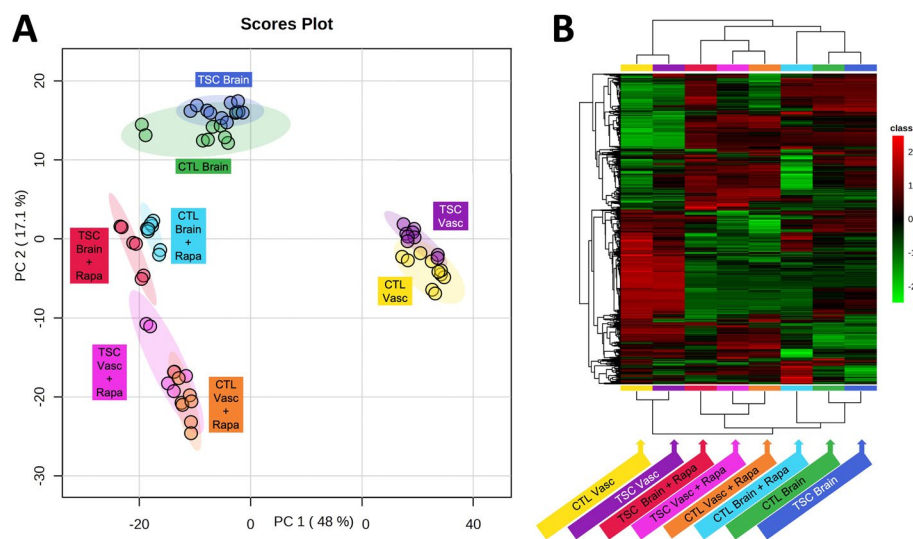 A
Scores Plot
TSC Brain
CTL Brain
CTL
Brain
+
Rapa
TSC
Brain
+
Rapa
TSC
Vasc
CTL
Vasc
TSC
Vasc
+
Rapa
CTL
Vasc
+
Rapa
PC 2 ( 17.1 %)
20
10
0
-10
-20
-30
-20
0
0
40
PC 1 ( 48 %)
B
class
2
1
0
-1
-2
CTL Vasc
TSC Vasc
TSC Brain + Rapa
TSC Vasc + Rapa
CTL Vasc + Rapa
CTL Brain + Rapa
CTL Brain
TSC Brain